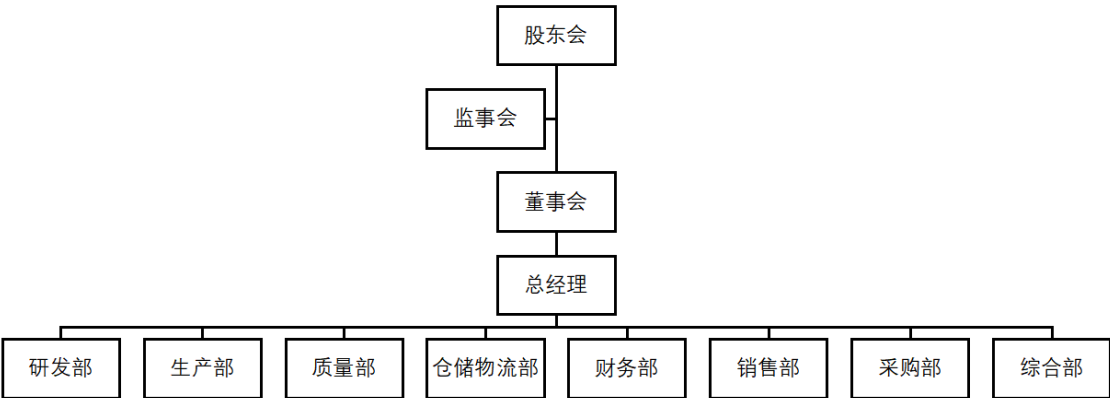 股东会
监事会
董事会
总经理
研发部
生产部
质量部
仓储物流部
财务部
销售部
采购部
综合部